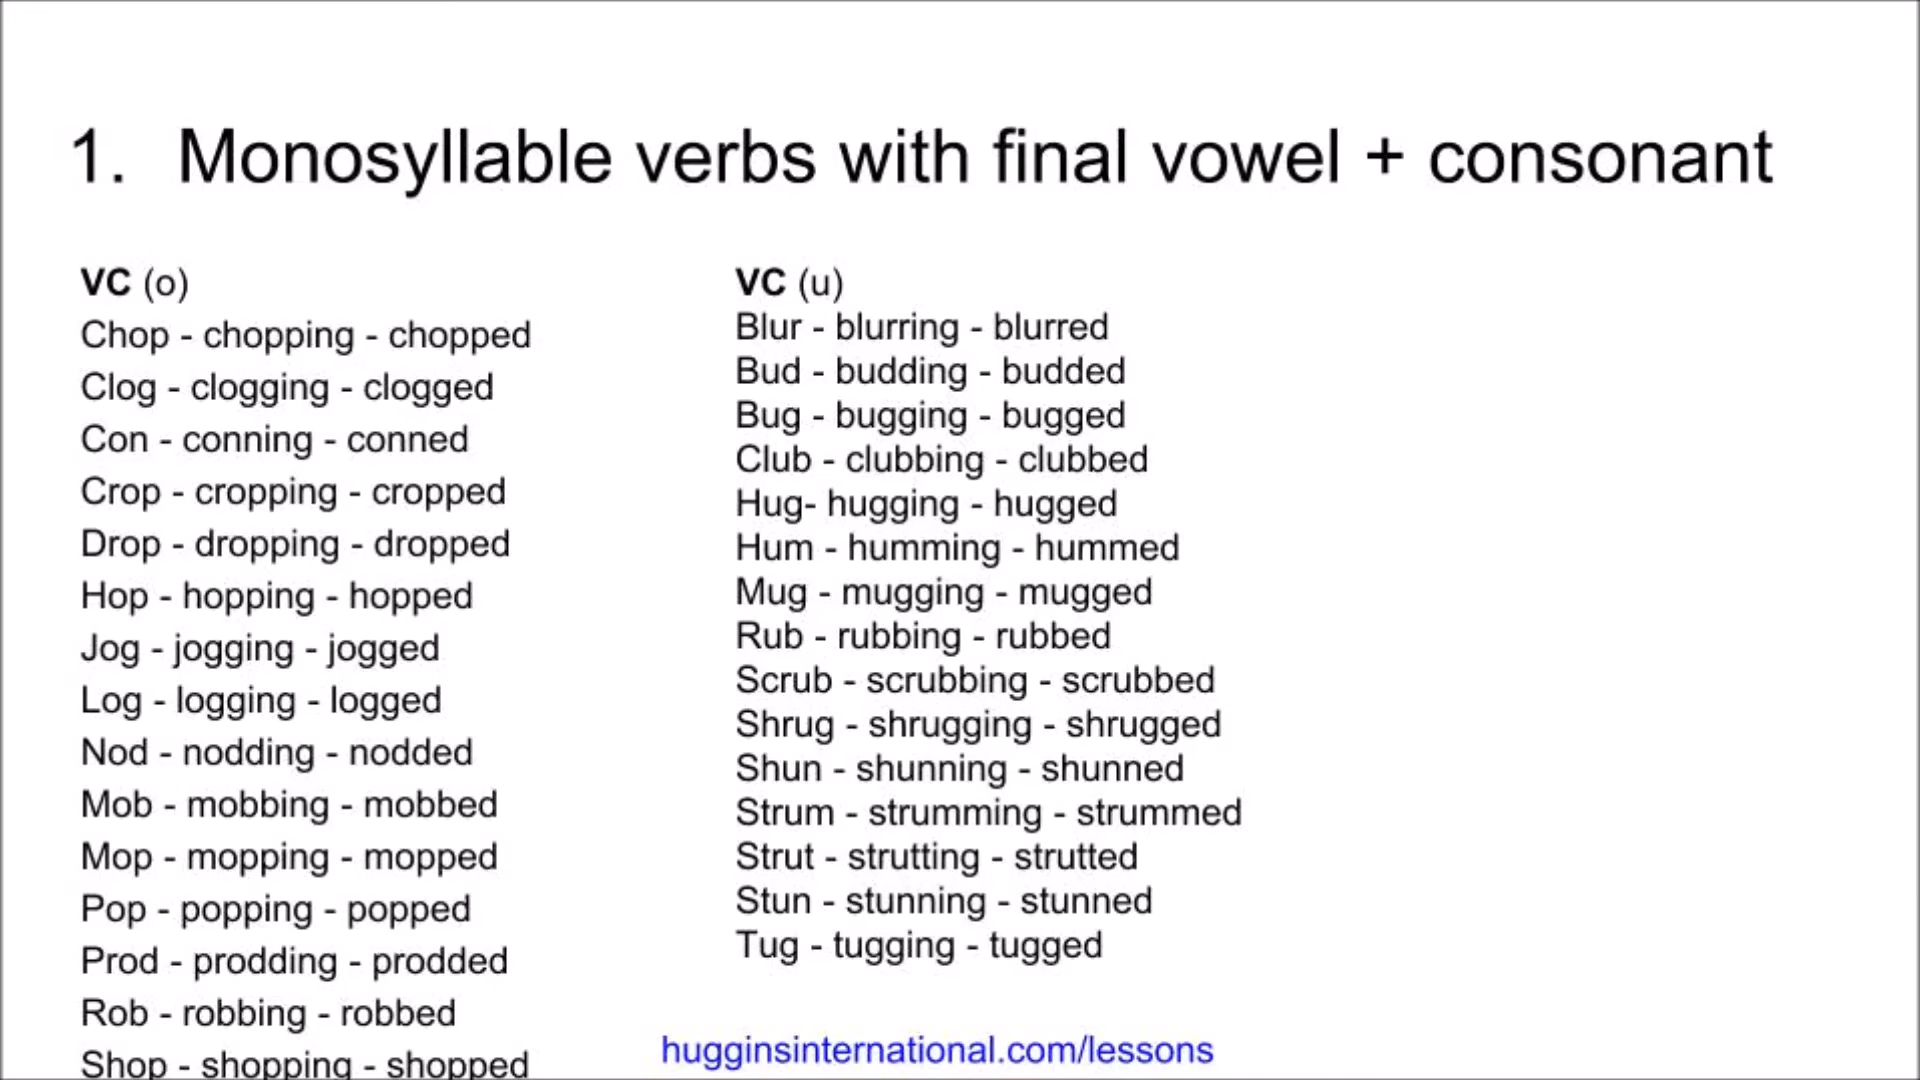 1. Monosyllable verbs with final vowel + consonant
VC (o)
Chop - chopping - chopped
Clog - clogging - clogged
Con - conning - conned
Crop - cropping - cropped
Drop - dropping - dropped
Hop - hopping - hopped
Jog - jogging - jogged
Log - logging - logged
Nod - nodding - nodded
Mob - mobbing - mobbed
Mop - mopping - mopped
Pop - popping - popped
Prod - prodding - prodded
Rob - robbing - robbed
Shop - shopping - shopped
VC (u)
Blur - blurring - blurred
Bud - budding - budded
Bug - bugging - bugged
Club - clubbing - clubbed
Hug- hugging - hugged
Hum - humming - hummed
Mug - mugging - mugged
Rub - rubbing - rubbed
Scrub - scrubbing - scrubbed
Shrug - shrugging - shrugged
Shun - shunning - shunned
Strum - strumming - strummed
Strut - strutting - strutted
Stun - stunning - stunned
Tug - tugging - tugged
hugginsinternational.com/lessons